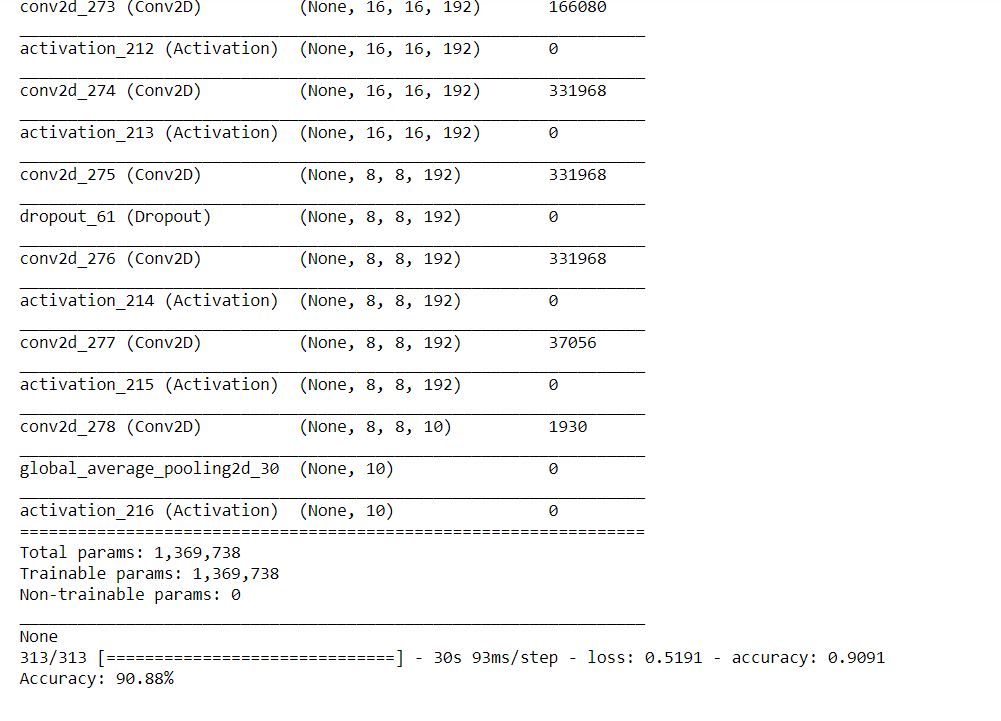 conv2d_273 (Conv2D) (None, 16, 16, 192) 166080
activation_212 (Activation) (None, 16, 16, 192) 0
conv2d_274 (Conv2D) (None, 16, 16, 192) 331968
activation_213 (Activation) (None, 16, 16, 192) 0
conv2d_275 (Conv2D) (None, 8, 8, 192) 331968
dropout_61 (Dropout) (None, 8, 8, 192) 0
conv2d_276 (Conv2D) (None, 8, 8, 192) 331968
activation_214 (Activation) (None, 8, 8, 192) 0
conv2d_277 (Conv2D) (None, 8, 8, 192) 37056
activation_215 (Activation) (None, 8, 8, 192) 0
conv2d_278 (Conv2D) (None, 8, 8, 10) 1930
global_average_pooling2d_30 (None, 10) 0
activation_216 (Activation) (None, 10) 0
=================================================================
Total params: 1,369,738
Trainable params: 1,369,738
Non-trainable params: 0
None
313/313 [==============================] - 30s 93ms/step - loss: 0.5191 - accuracy: 0.9091
Accuracy: 90.88%